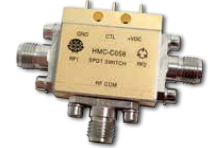 GND CTL +VDC
HMC-C058
RF1 SPDT SWITCH RF2
RF COM